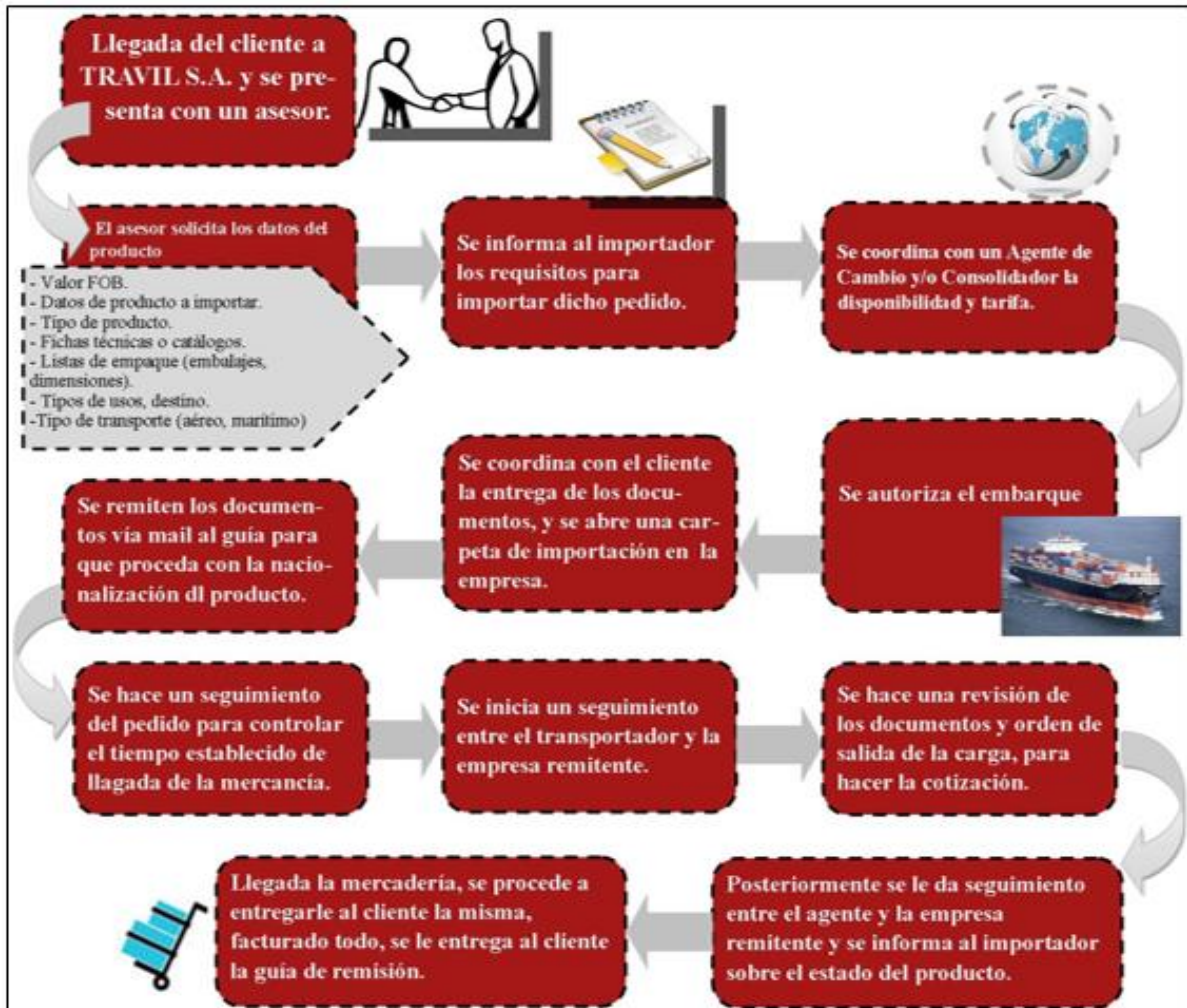 Llegada del cliente a
TRAVIL S.A. y se pre-
senta con un asesor.
El asesor solicita los datos del
producto
- Valor FOB.
- Datos de producto a importar.
- Tipo de producto.
- Fichas técnicas o catálogos.
- Listas de empaque (embalajes,
dimensiones).
- Tipos de usos, destino.
-Tipo de transporte (aéreo, marítimo)
Se informa al importador
los requisitos para
importar dicho pedido.
Se coordina con un Agente de
Cambio y/o Consolidador la
disponibilidad y tarifa.
Se autoriza el embarque
Se coordina con el cliente
la entrega de los docu-
mentos, y se abre una car-
peta de importación en la
empresa.
Se remiten los documen-
tos vía mail al guía para
que proceda con la nacio-
nalización dl producto.
Se hace un seguimiento
del pedido para controlar
el tiempo establecido de
llagada de la mercancía.
Se inicia un seguimiento
entre el transportador y la
empresa remitente.
Se hace una revisión de
los documentos y orden de
salida de la carga, para
hacer la cotización.
Posteriormente se le da seguimiento
entre el agente y la empresa
remitente y se informa al importador
sobre el estado del producto.
Llegada la mercadería, se procede a
entregarle al cliente la misma,
facturado todo, se le entrega al cliente
la guía de remisión.